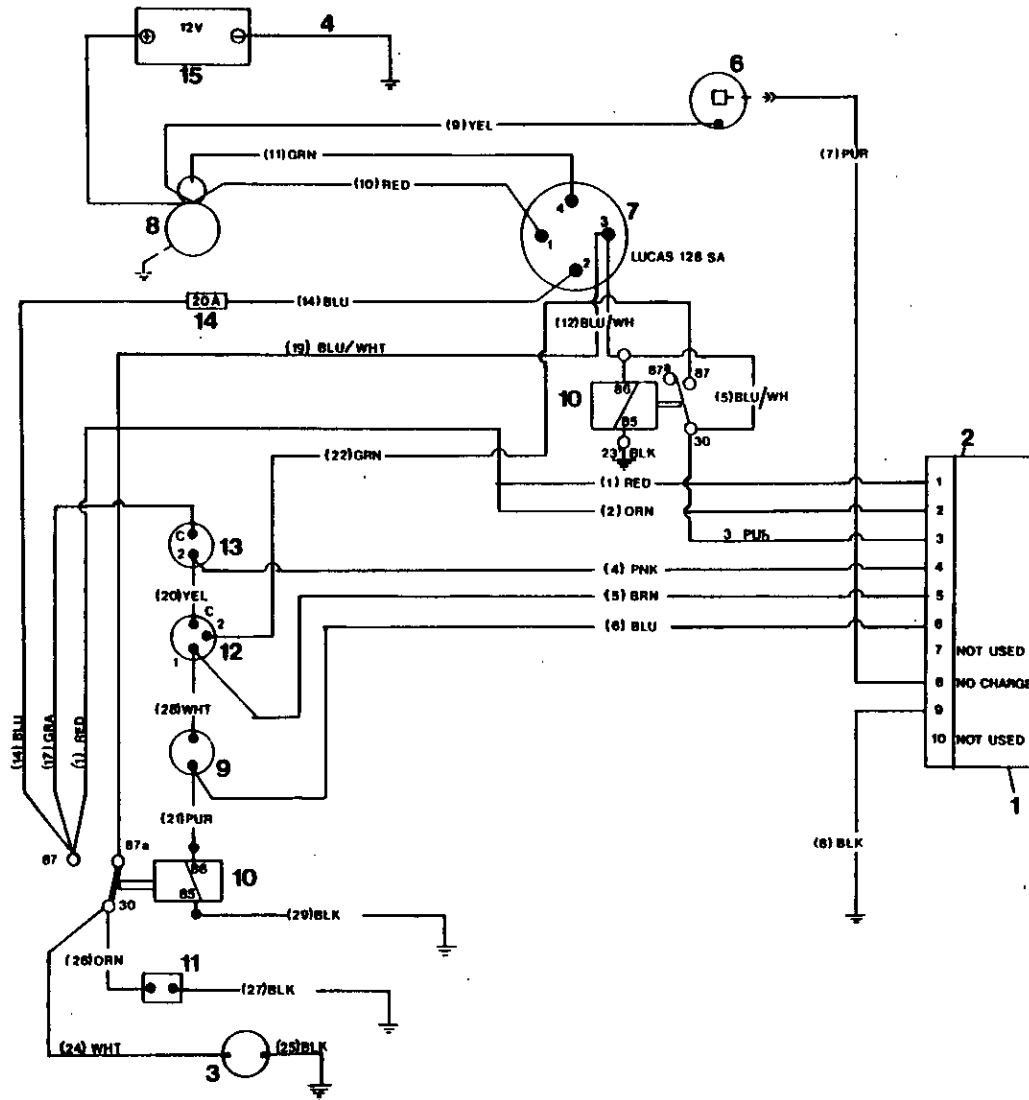 12V
4
15
6
(9)YEL
(7)PUR
(11)GRN
(10)RED
4
3
7
1
2
8
LUCAS 128 SA
20A
(14)BLU
14
(12)BLU/WH
(19) BLU/WHT
87a
87
86
10
(5)BLU/WH
85
30
23 BLK
(22)GRN
2
(1) RED
1
(2) ORN
2
3 PUR
3
C
13
2
(4) PNK
4
(20)YEL
(5) BRN
5
C
2
12
(6) BLU
6
1
7 NOT USED
8 NO CHARGE
(28)WHT
9
10 NOT USED
(14)BLU
(17)GRA
(1) RED
9
1
(21)PUR
(8)BLK
87
87a
86
10
85
30
(29)BLK
(26)ORN
11
(27)BLK
(24) WHT
3
(25)BLK